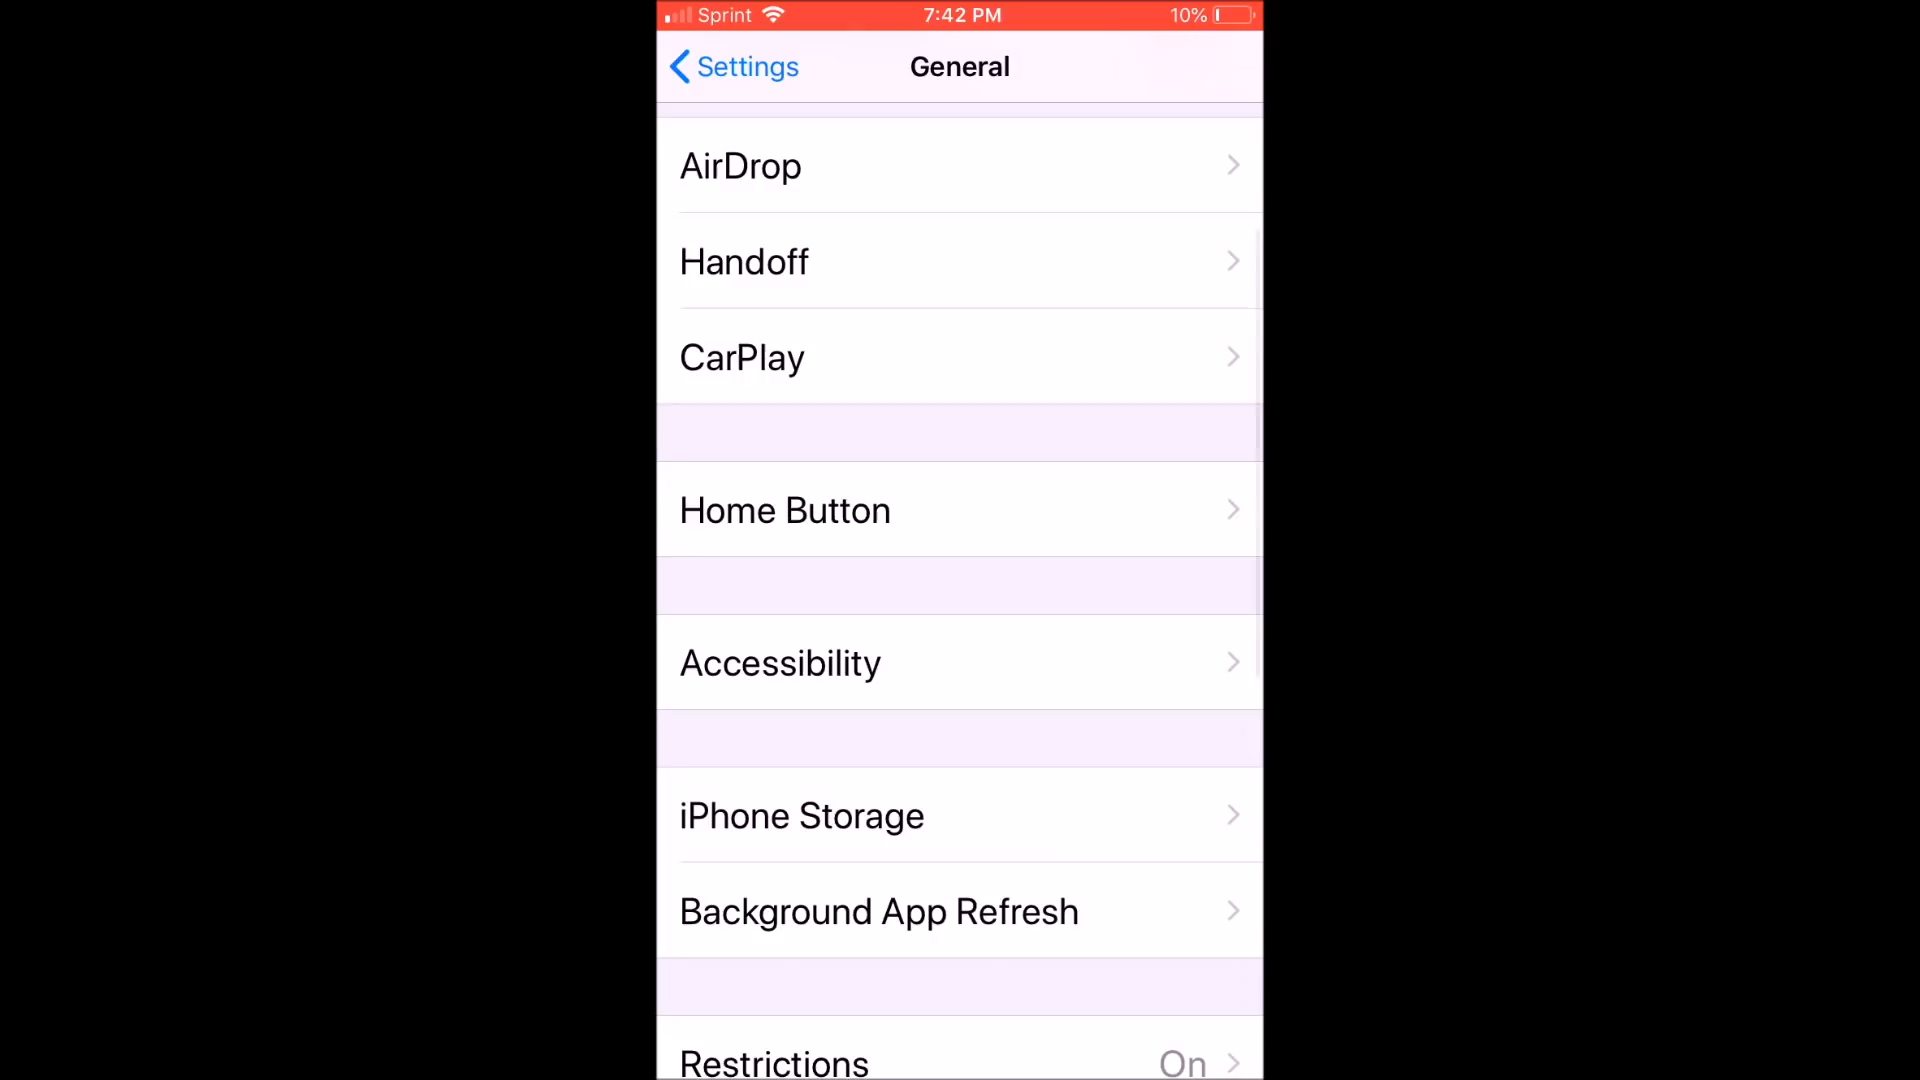 Sprint 7:42 PM 10%
Settings General
AirDrop
Handoff
CarPlay
Home Button
Accessibility
iPhone Storage
Background App Refresh
Restrictions On